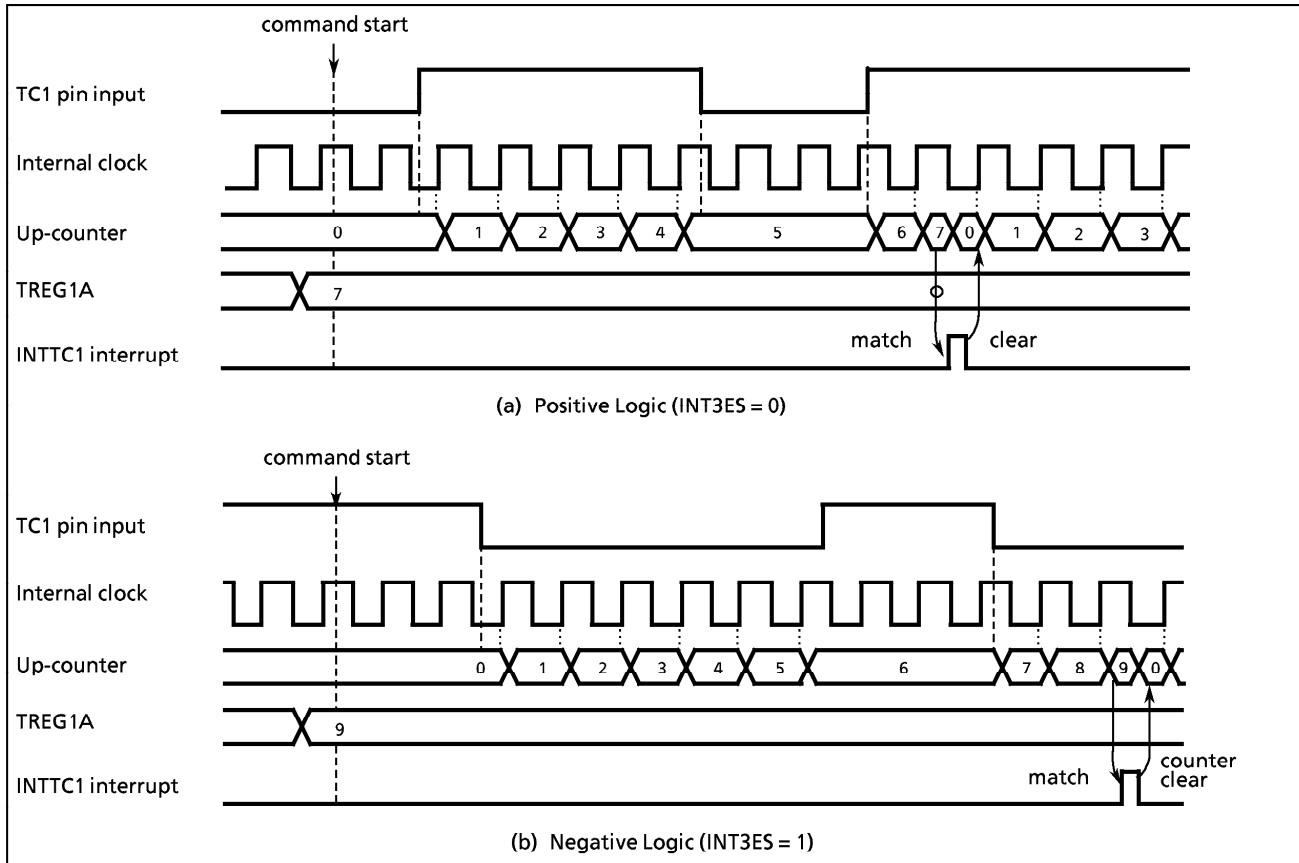 command start
TC1 pin input
Internal clock
Up-counter 0 1 2 3 4 5 6 7 0 1 2 3
TREG1A 7
match clear
INTTC1 interrupt
(a) Positive Logic (INT3ES = 0)
command start
TC1 pin input
Internal clock
Up-counter 0 1 2 3 4 5 6 7 8 9 0
TREG1A 9
match counter clear
INTTC1 interrupt
(b) Negative Logic (INT3ES = 1)